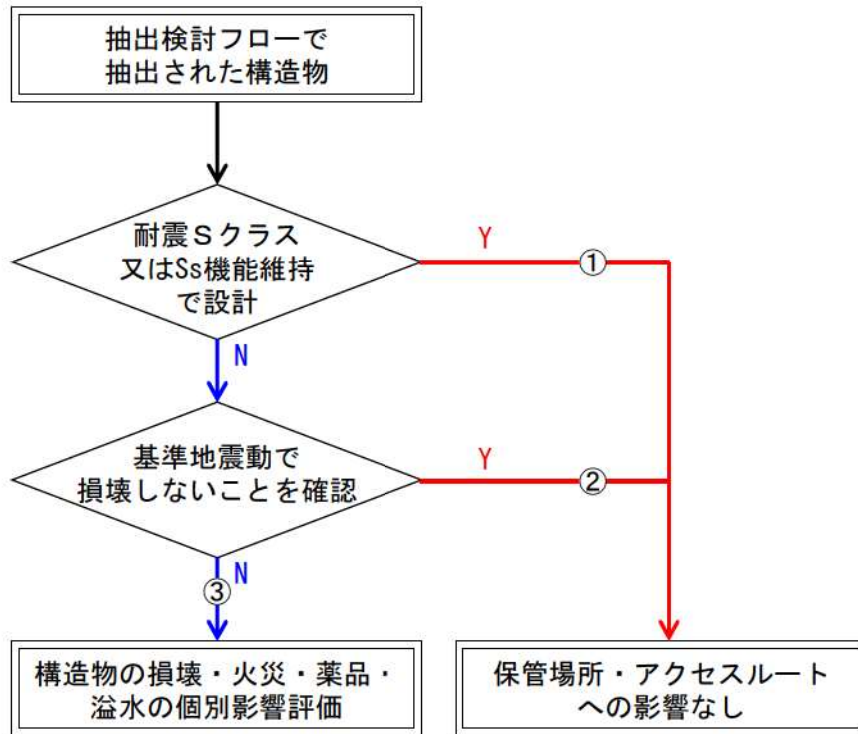 抽出検討フローで
抽出された構造物
耐震Ｓクラス
又はSs機能維持
で設計
Y
①
N
基準地震動で
損壊しないことを確認
Y
②
N
③
構造物の損壊・火災・薬品・
溢水の個別影響評価
保管場所・アクセスルート
への影響なし